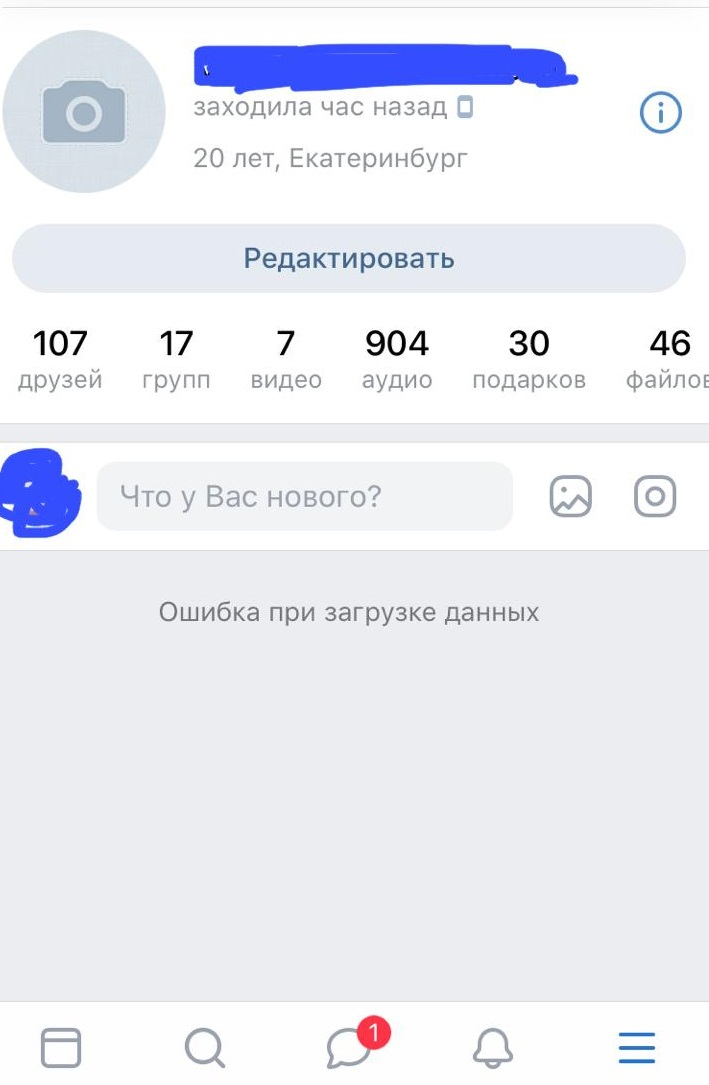 заходила час назад
20 лет, Екатеринбург
Редактировать
107 17 7 904 30 46
друзей групп видео аудио подарков файлов
Что у Вас нового?
Ошибка при загрузке данных
1